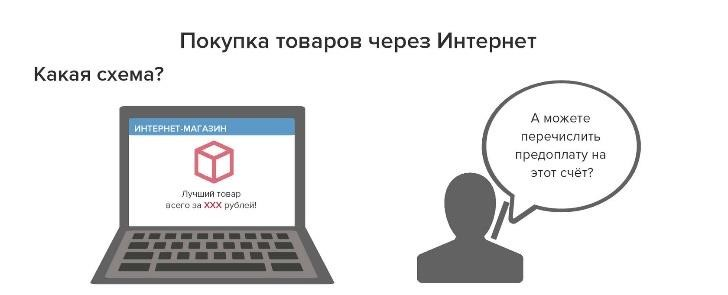 Покупка товаров через Интернет
Какая схема?
ИНТЕРНЕТ-МАГАЗИН
Лучший товар
всего за XXX рублей!
А можете
перечислить
предоплату на
этот счёт?